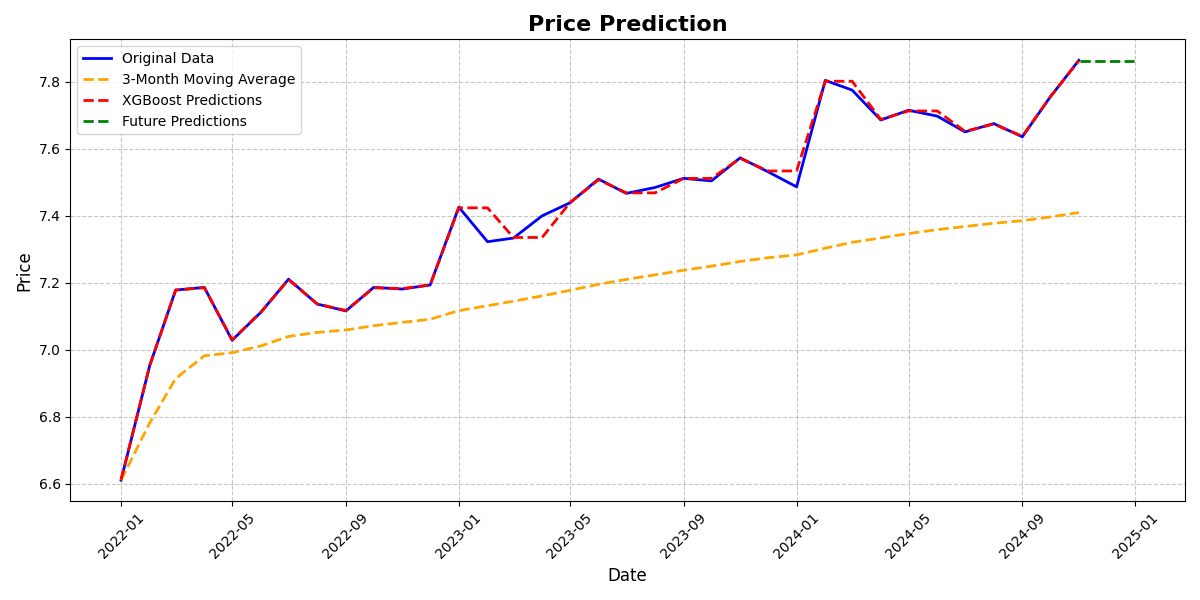 Price Prediction
Original Data
3-Month Moving Average
XGBoost Predictions
Future Predictions
Price
7.8
7.6
7.4
7.2
7.0
6.8
6.6
2022-01
2022-05
2022-09
2023-01
2023-05
2023-09
2024-01
2024-05
2024-09
2025-01
Date